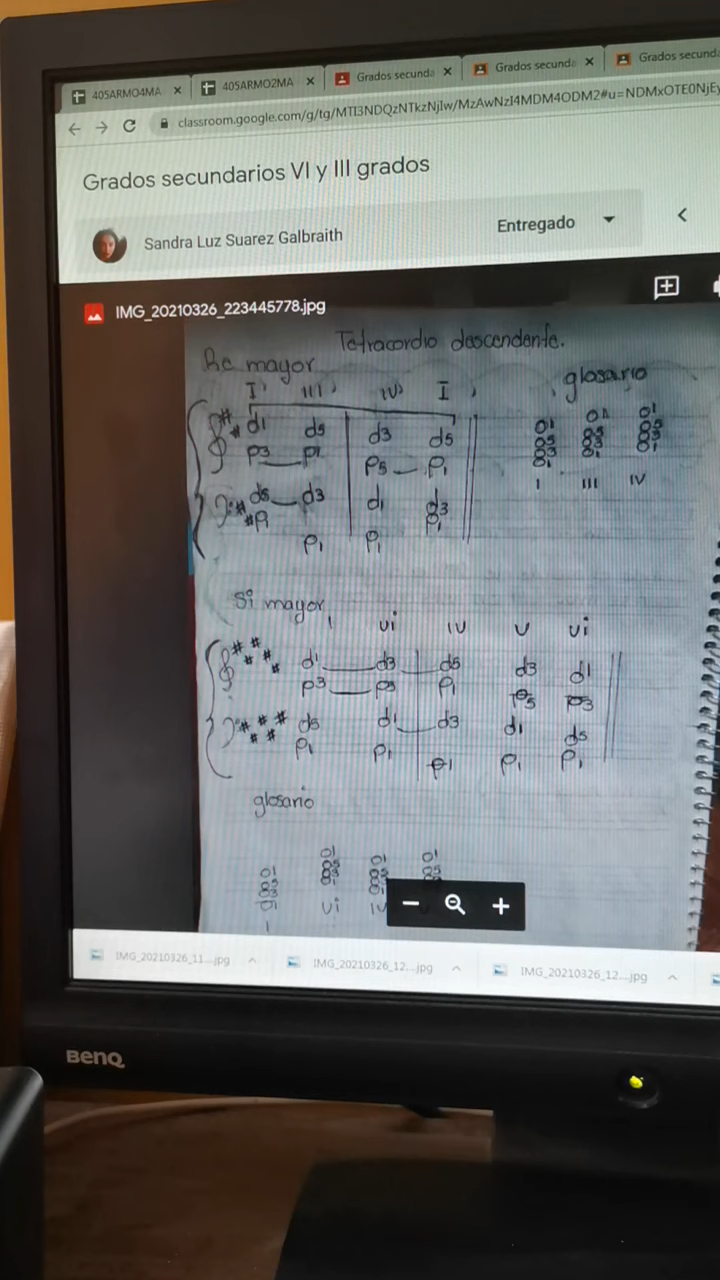 405ARMO4MA × 405ARMO2MA × Grados secunda × Grados secunda × Grados secund
classroom.google.com/g/tg/MTI3NDQzNTkzNjIw/MzAwNzI4MDM4ODM2#u=NDMxOTE0NjEy
Grados secundarios VI y III grados
Sandra Luz Suarez Galbraith Entregado
IMG_20210326_223445778.jpg
Tetracordio descendente.
Re mayor
glosario
I III IV I
d1 d5 d3 d5
P3 P1 P5 P1
d5 d3 d1 d3
P1 P1
P1 P1
I III IV
Si mayor
I vi IV V vi
d1 d3 d5 d3 d1
P3 P3 P1 P5 P3
d5 d1 d3 d1 d5
P1 P1 P1 P1 P1
glosario
I vi IV
IMG_20210326_11....jpg IMG_20210326_12....jpg IMG_20210326_12....jpg
BenQ